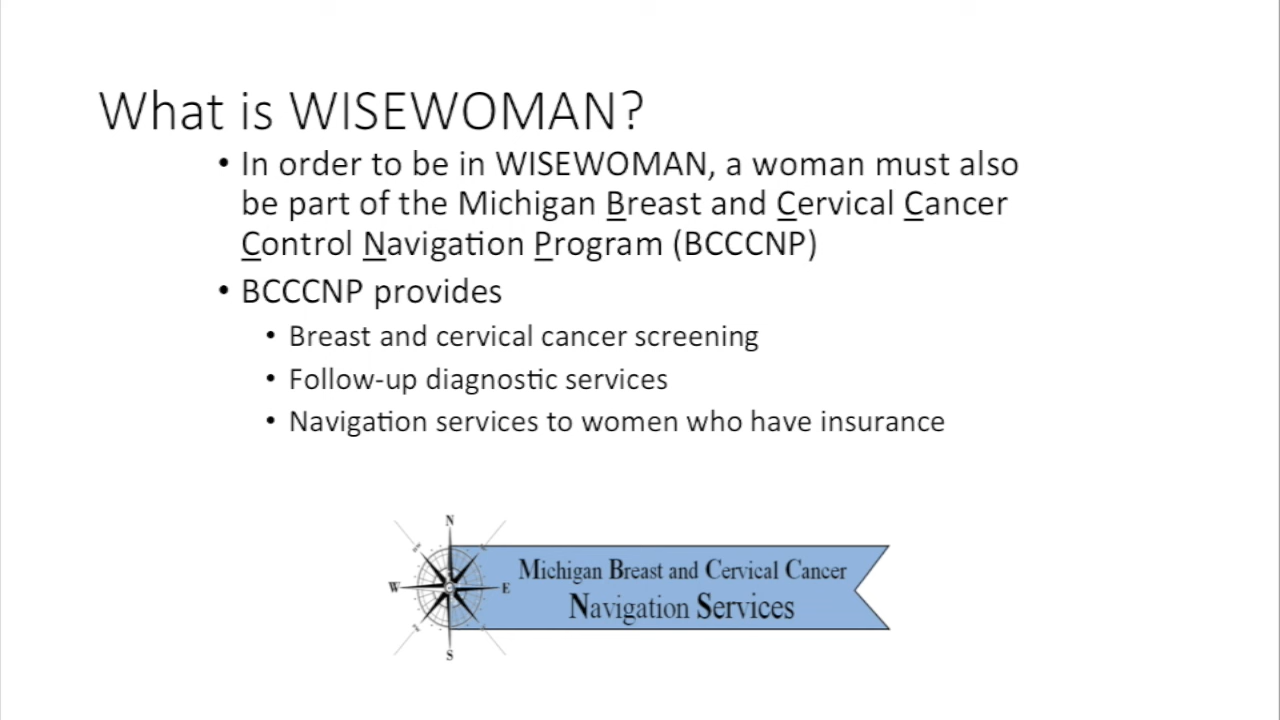 What is WISEWOMAN?
• In order to be in WISEWOMAN, a woman must also
be part of the Michigan Breast and Cervical Cancer
Control Navigation Program (BCCCNP)
• BCCCNP provides
• Breast and cervical cancer screening
• Follow-up diagnostic services
• Navigation services to women who have insurance
N
W
E
S
Michigan Breast and Cervical Cancer
Navigation Services